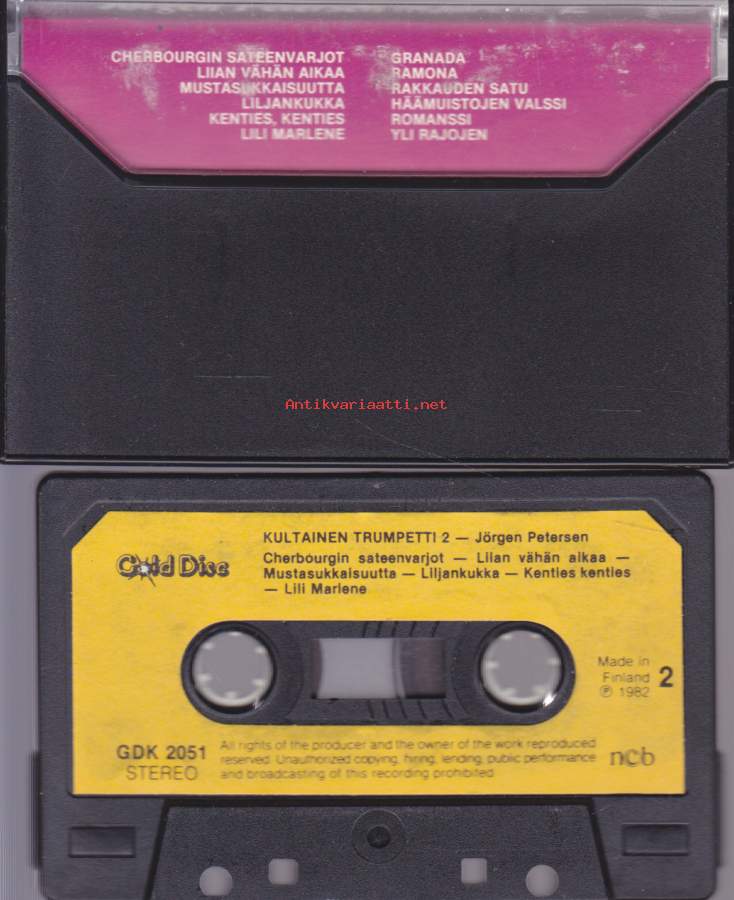 CHERBOURGIN SATEENVARJOT
LIIAN VÄHÄN AIKAA
MUSTASUKKAISUUTTA
LILJANKUKKA
KENTIES, KENTIES
LILI MARLENE
GRANADA
RAMONA
RAKKAUDEN SATU
HÄÄMUISTOJEN VALSSI
ROMANSSI
YLI RAJOJEN
Antikvariaatti.net
Gold Disc
KULTAINEN TRUMPETTI 2 — Jörgen Petersen
Cherbourgin sateenvarjot — Liian vähän aikaa —
Mustasukkaisuutta — Liljankukka — Kenties kenties
— Lili Marlene
Made in
Finland
℗ 1982
2
GDK 2051
STEREO
All rights of the producer and the owner of the work reproduced
reserved. Unauthorized copying, hiring, lending, public performance
and broadcasting of this recording prohibited.
ncb